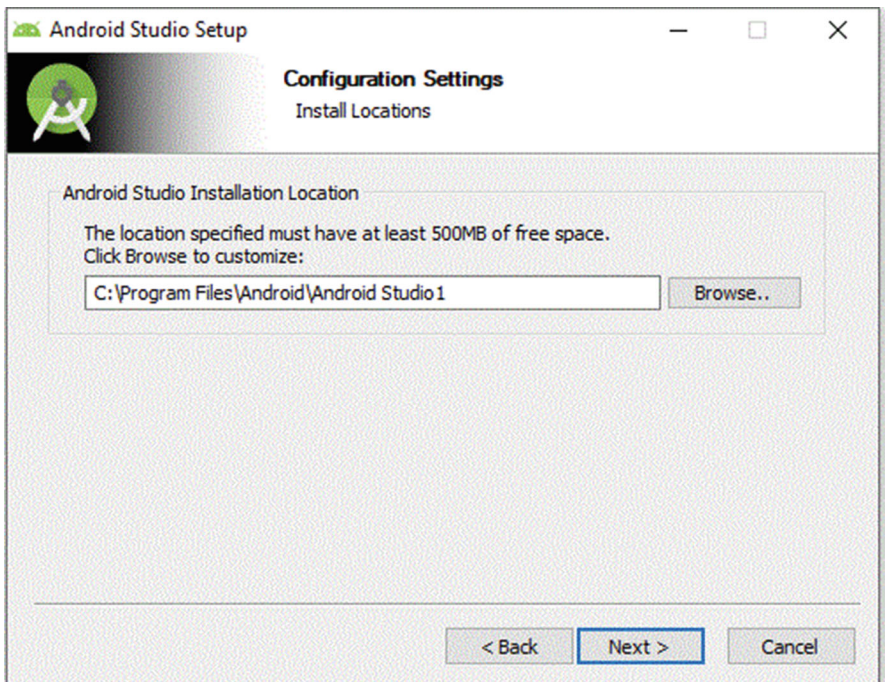 Android Studio Setup
Configuration Settings
Install Locations
Android Studio Installation Location
The location specified must have at least 500MB of free space.
Click Browse to customize:
C:\Program Files\Android\Android Studio1
Browse..
< Back
Next >
Cancel